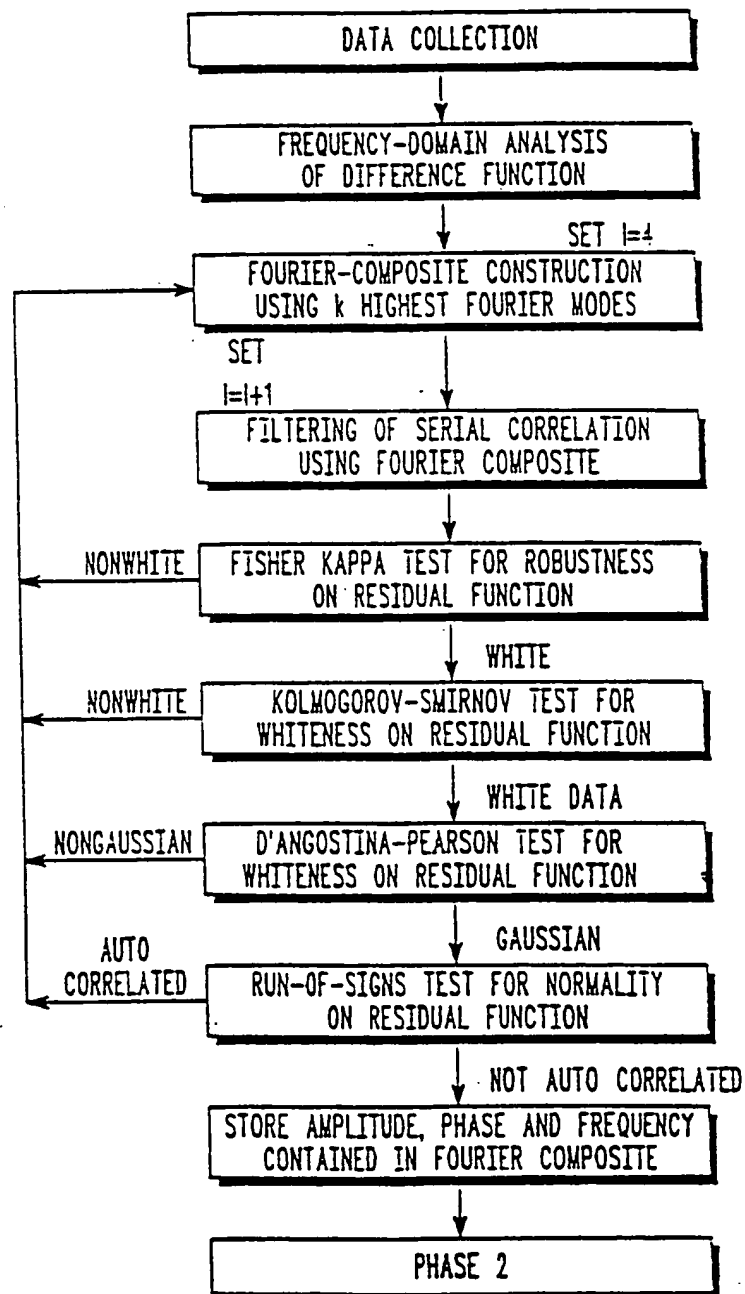 DATA COLLECTION
FREQUENCY-DOMAIN ANALYSIS
OF DIFFERENCE FUNCTION
SET I=1
FOURIER-COMPOSITE CONSTRUCTION
USING k HIGHEST FOURIER MODES
SET
I=I+1
FILTERING OF SERIAL CORRELATION
USING FOURIER COMPOSITE
NONWHITE
FISHER KAPPA TEST FOR ROBUSTNESS
ON RESIDUAL FUNCTION
WHITE
NONWHITE
KOLMOGOROV-SMIRNOV TEST FOR
WHITENESS ON RESIDUAL FUNCTION
WHITE DATA
NONGAUSSIAN
D'ANGOSTINA-PEARSON TEST FOR
WHITENESS ON RESIDUAL FUNCTION
GAUSSIAN
AUTO
CORRELATED
RUN-OF-SIGNS TEST FOR NORMALITY
ON RESIDUAL FUNCTION
NOT AUTO CORRELATED
STORE AMPLITUDE, PHASE AND FREQUENCY
CONTAINED IN FOURIER COMPOSITE
PHASE 2